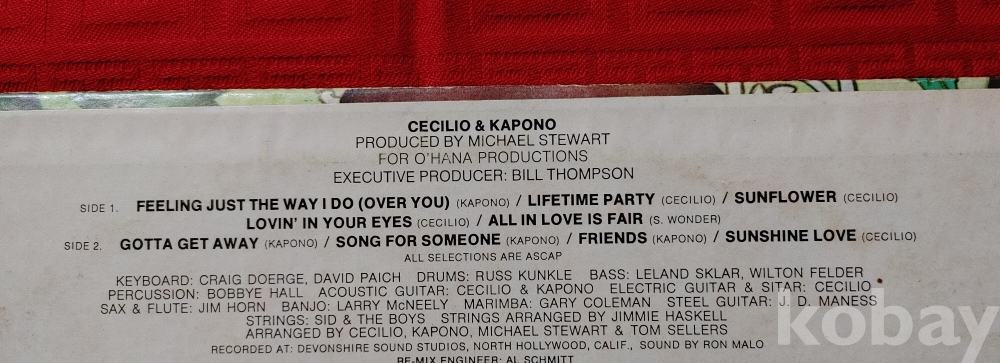 CECILIO & KAPONO
PRODUCED BY MICHAEL STEWART
FOR O'HANA PRODUCTIONS
EXECUTIVE PRODUCER: BILL THOMPSON
SIDE 1. FEELING JUST THE WAY I DO (OVER YOU) (KAPONO) / LIFETIME PARTY (CECILIO) / SUNFLOWER (CECILIO)
LOVIN' IN YOUR EYES (CECILIO) / ALL IN LOVE IS FAIR (S. WONDER)
SIDE 2. GOTTA GET AWAY (KAPONO) / SONG FOR SOMEONE (KAPONO) / FRIENDS (KAPONO) / SUNSHINE LOVE (CECILIO)
ALL SELECTIONS ARE ASCAP
KEYBOARD: CRAIG DOERGE, DAVID PAICH DRUMS: RUSS KUNKLE BASS: LELAND SKLAR, WILTON FELDER
PERCUSSION: BOBBYE HALL ACOUSTIC GUITAR: CECILIO & KAPONO ELECTRIC GUITAR & SITAR: CECILIO
SAX & FLUTE: JIM HORN BANJO: LARRY McNEELY MARIMBA: GARY COLEMAN STEEL GUITAR: J. D. MANESS
STRINGS: SID & THE BOYS STRINGS ARRANGED BY JIMMIE HASKELL
ARRANGED BY CECILIO, KAPONO, MICHAEL STEWART & TOM SELLERS
RECORDED AT: DEVONSHIRE SOUND STUDIOS, NORTH HOLLYWOOD, CALIF., SOUND BY RON MALO
RE-MIX ENGINEER: AL SCHMITT
kobay